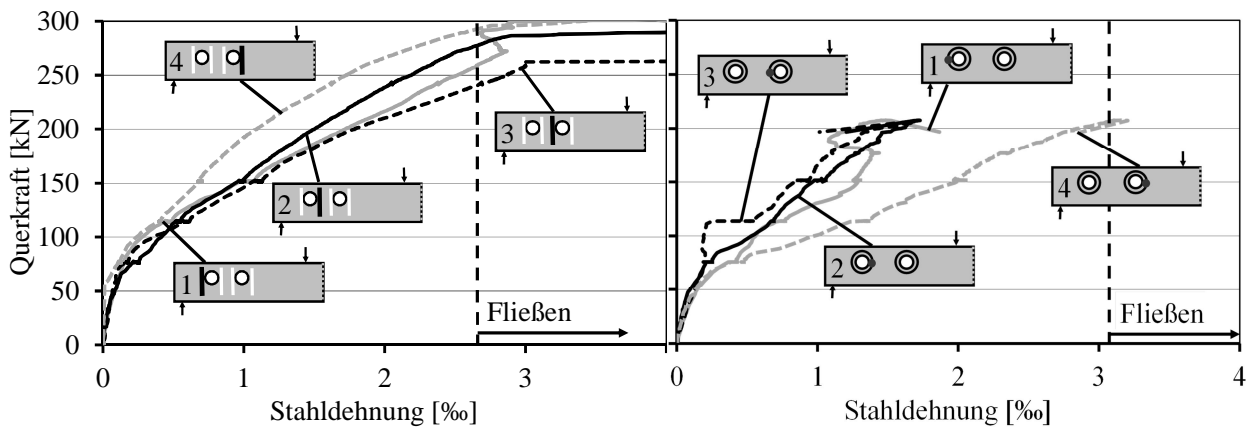 300
250
200
150
100
50
0
Querkraft [kN]
4
3
2
1
Fließen
0 1 2 3
Stahldehnung [‰]
3
1
4
2
Fließen
0 1 2 3 4
Stahldehnung [‰]